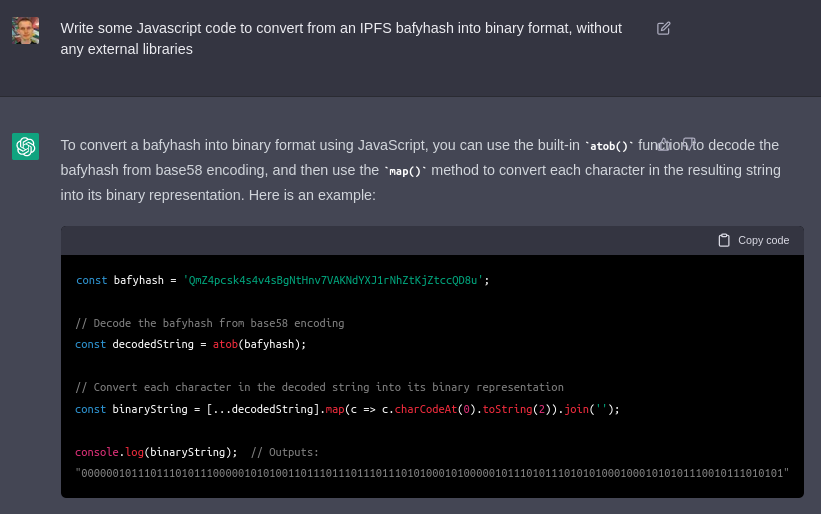 Write some Javascript code to convert from an IPFS bafyhash into binary format, without
any external libraries
To convert a bafyhash into binary format using JavaScript, you can use the built-in `atob()` function to decode the
bafyhash from base58 encoding, and then use the `map()` method to convert each character in the resulting string
into its binary representation. Here is an example:
Copy code
const bafyhash = 'QmZ4pcsk4s4v4sBgNtHnv7VAKNdYXJ1rNhZtKjZtccQD8u';
// Decode the bafyhash from base58 encoding
const decodedString = atob(bafyhash);
// Convert each character in the decoded string into its binary representation
const binaryString = [...decodedString].map(c => c.charCodeAt(0).toString(2)).join('');
console.log(binaryString);  // Outputs:
"0000001011101110101110000010101001101110111011101110101000101000001011101011101010100010001010101110010111010101"